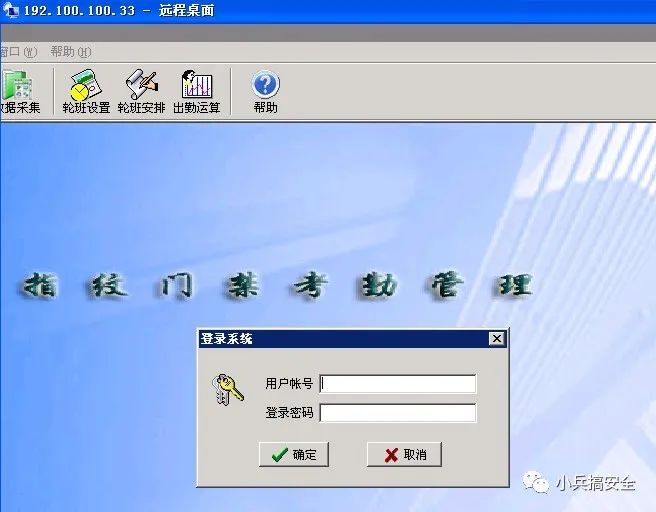 192.100.100.33 - 远程桌面
窗口(W) 帮助(H)
据采集 轮班设置 轮班安排 出勤运算 帮助
指纹门禁考勤管理
登录系统
用户帐号
登录密码
确定 取消
小兵搞安全